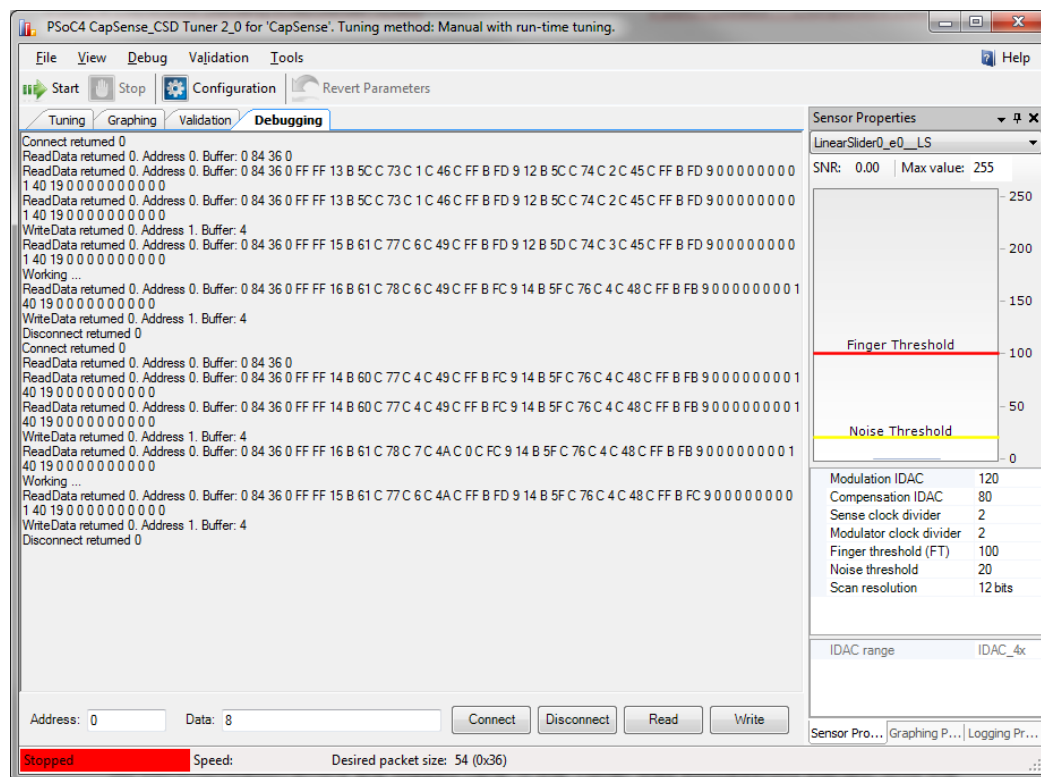 PSoC4 CapSense_CSD Tuner 2_0 for 'CapSense'. Tuning method: Manual with run-time tuning.
File View Debug Validation Tools Help
Start Stop Configuration Revert Parameters
Tuning Graphing Validation Debugging
Connect returned 0
ReadData returned 0. Address 0. Buffer: 0 84 36 0
ReadData returned 0. Address 0. Buffer: 0 84 36 0 FF FF 13 B 5C C 73 C 1 C 46 C FF B FD 9 12 B 5C C 74 C 2 C 45 C FF B FD 9 0 0 0 0 0 0 0 0
1 40 19 0 0 0 0 0 0 0 0 0 0
ReadData returned 0. Address 0. Buffer: 0 84 36 0 FF FF 13 B 5C C 73 C 1 C 46 C FF B FD 9 12 B 5C C 74 C 2 C 45 C FF B FD 9 0 0 0 0 0 0 0 0
1 40 19 0 0 0 0 0 0 0 0 0 0
WriteData returned 0. Address 1. Buffer: 4
ReadData returned 0. Address 0. Buffer: 0 84 36 0 FF FF 15 B 61 C 77 C 6 C 49 C FF B FD 9 12 B 5D C 74 C 3 C 45 C FF B FD 9 0 0 0 0 0 0 0 0
1 40 19 0 0 0 0 0 0 0 0 0 0
Working ...
ReadData returned 0. Address 0. Buffer: 0 84 36 0 FF FF 16 B 61 C 78 C 6 C 49 C FF B FC 9 14 B 5F C 76 C 4 C 48 C FF B FB 9 0 0 0 0 0 0 0 0 1
40 19 0 0 0 0 0 0 0 0 0 0
WriteData returned 0. Address 1. Buffer: 4
Disconnect returned 0
Connect returned 0
ReadData returned 0. Address 0. Buffer: 0 84 36 0
ReadData returned 0. Address 0. Buffer: 0 84 36 0 FF FF 14 B 60 C 77 C 4 C 49 C FF B FC 9 14 B 5F C 76 C 4 C 48 C FF B FB 9 0 0 0 0 0 0 0 0 1
40 19 0 0 0 0 0 0 0 0 0 0
ReadData returned 0. Address 0. Buffer: 0 84 36 0 FF FF 14 B 60 C 77 C 4 C 49 C FF B FC 9 14 B 5F C 76 C 4 C 48 C FF B FB 9 0 0 0 0 0 0 0 0 1
40 19 0 0 0 0 0 0 0 0 0 0
WriteData returned 0. Address 1. Buffer: 4
ReadData returned 0. Address 0. Buffer: 0 84 36 0 FF FF 16 B 61 C 78 C 7 C 4A C 0 C FC 9 14 B 5F C 76 C 4 C 48 C FF B FB 9 0 0 0 0 0 0 0 0 1
40 19 0 0 0 0 0 0 0 0 0 0
Working ...
ReadData returned 0. Address 0. Buffer: 0 84 36 0 FF FF 15 B 61 C 77 C 6 C 4A C FF B FD 9 14 B 5F C 76 C 4 C 48 C FF B FC 9 0 0 0 0 0 0 0 0
1 40 19 0 0 0 0 0 0 0 0 0 0
WriteData returned 0. Address 1. Buffer: 4
Disconnect returned 0
Address: 0 Data: 8 Connect Disconnect Read Write
Stopped Speed: Desired packet size: 54 (0x36)
Sensor Properties
LinearSlider0_e0__LS
SNR: 0.00 Max value: 255
250
200
150
Finger Threshold
100
50
Noise Threshold
0
Modulation IDAC 120
Compensation IDAC 80
Sense clock divider 2
Modulator clock divider 2
Finger threshold (FT) 100
Noise threshold 20
Scan resolution 12 bits
IDAC range IDAC_4x
Sensor Pro... Graphing P... Logging Pr...